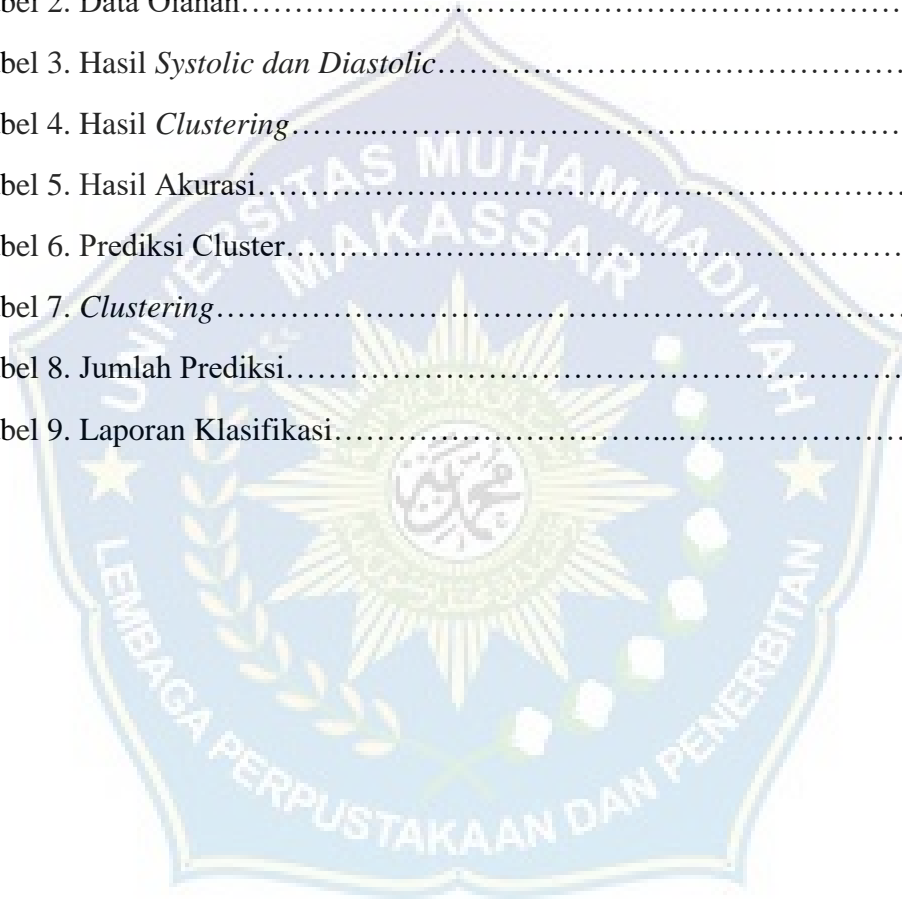 bel 2. Data Olahan……………………………………………………
bel 3. Hasil Systolic dan Diastolic……………………………………
bel 4. Hasil Clustering……...…………………………………………
bel 5. Hasil Akurasi……………………………………………………
bel 6. Prediksi Cluster…………………………………………………
bel 7. Clustering………………………………………………………
bel 8. Jumlah Prediksi…………………………………………………
bel 9. Laporan Klasifikasi…………………………...…..……………
UNIVERSITAS MUHAMMADIYAH
MAKASSAR
LEMBAGA PERPUSTAKAAN DAN PENERBITAN